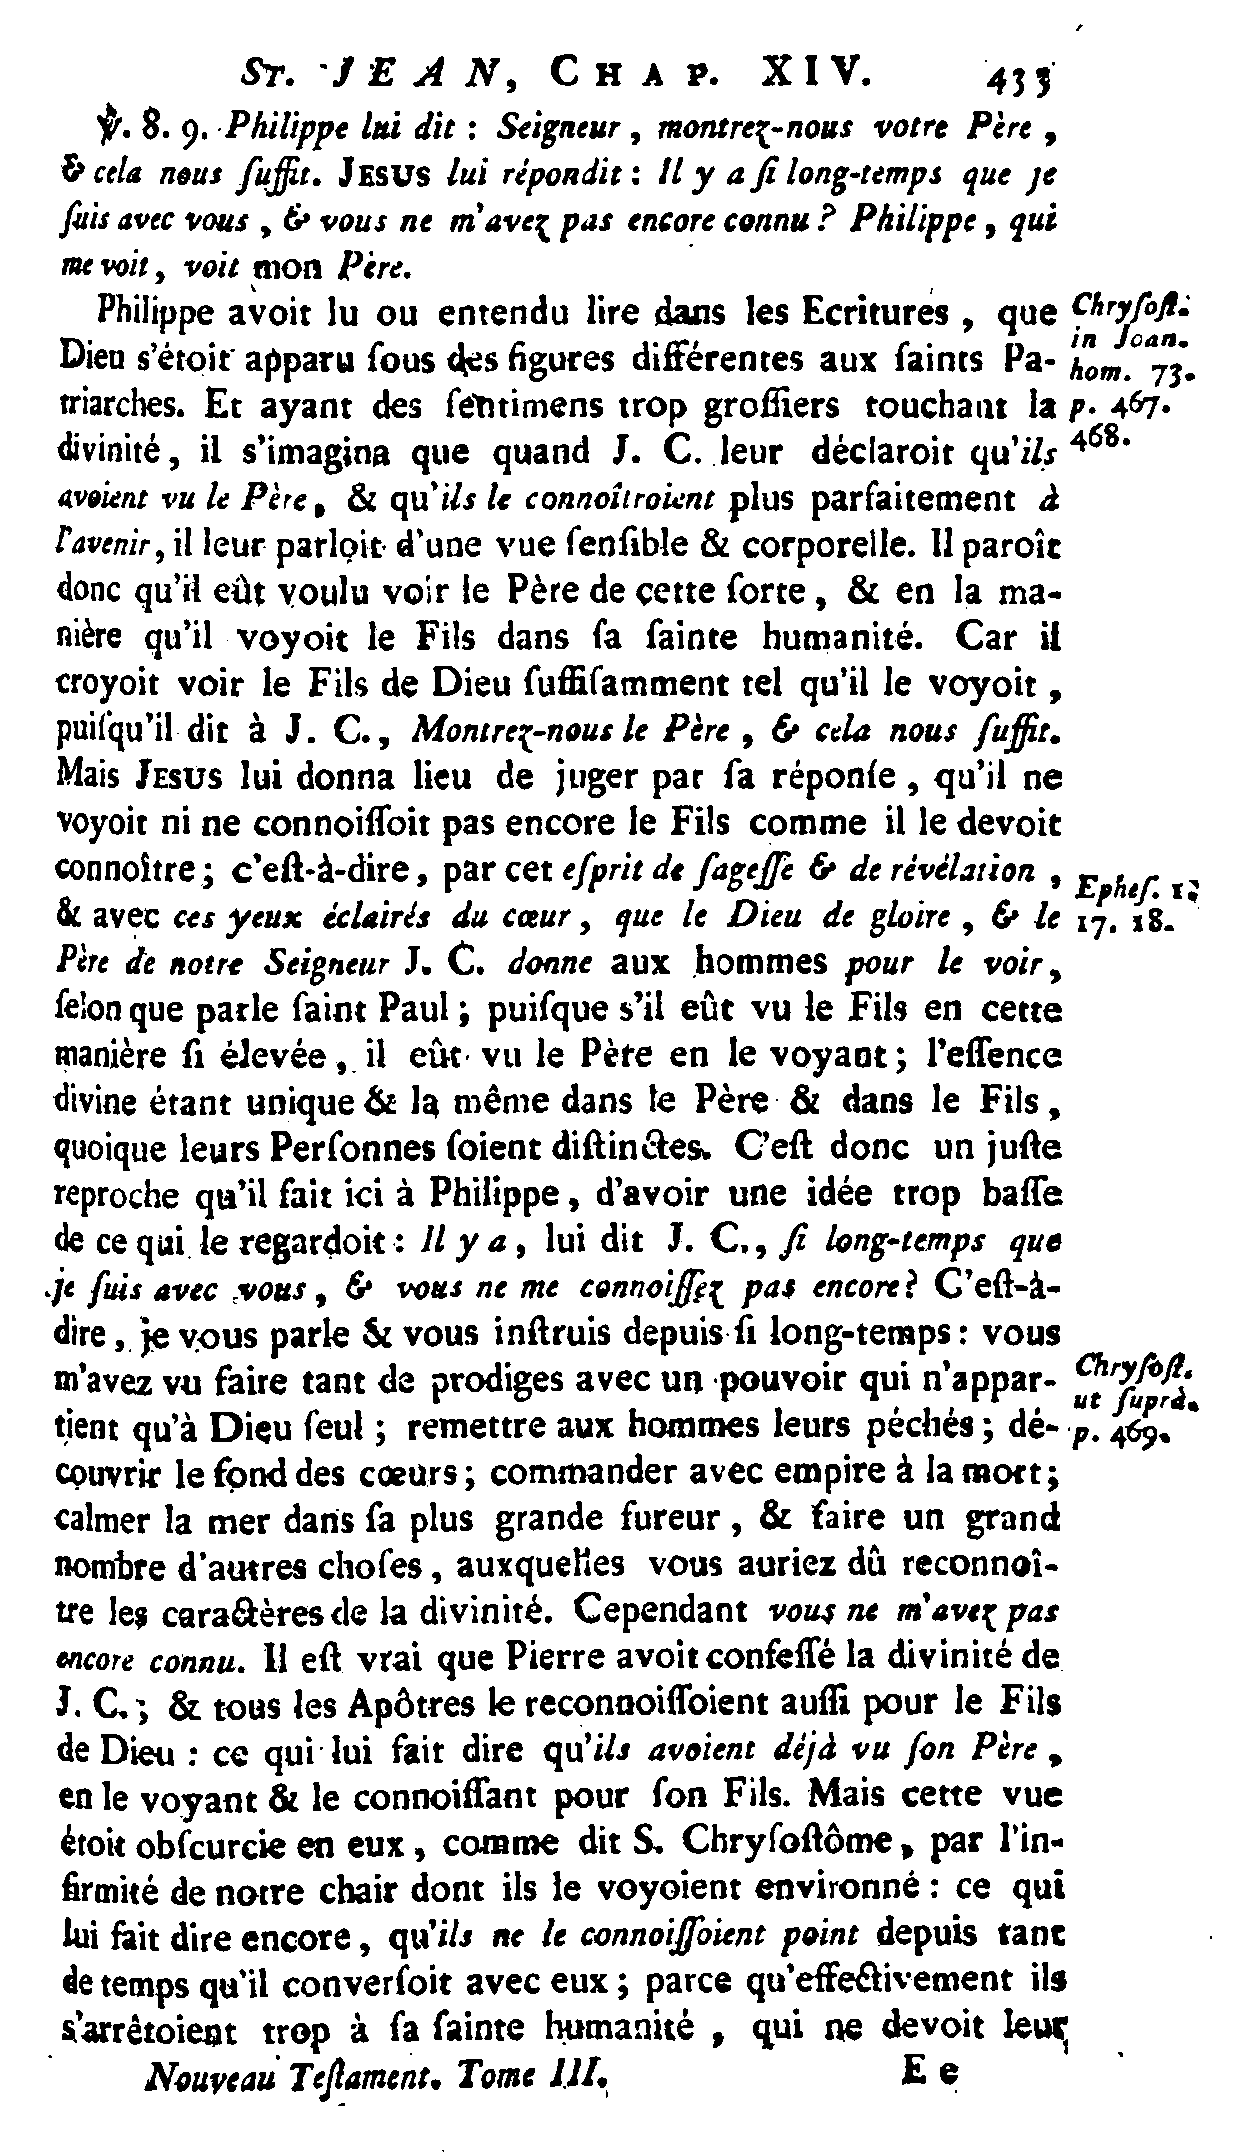 ST. JEAN, CHAP. XIV. 433
℣. 8. 9. Philippe lui dit : Seigneur, montrez-nous votre Père,
& cela nous ſuffit. JESUS lui répondit : Il y a ſi long-temps que je
ſuis avec vous, & vous ne m'avez pas encore connu ? Philippe, qui
me voit, voit mon Père.
Philippe avoit lu ou entendu lire dans les Ecritures, que
Dieu s'étoit apparu ſous des figures différentes aux ſaints Pa-
triarches. Et ayant des ſentimens trop groſſiers touchant la
divinité, il s'imagina que quand J. C. leur déclaroit qu'ils
avoient vu le Père, & qu'ils le connoîtroient plus parfaitement à
l'avenir, il leur parloit d'une vue ſenſible & corporelle. Il paroît
donc qu'il eût voulu voir le Père de cette ſorte, & en la ma-
nière qu'il voyoit le Fils dans ſa ſainte humanité. Car il
croyoit voir le Fils de Dieu ſuffiſamment tel qu'il le voyoit,
puiſqu'il dit à J. C., Montrez-nous le Père, & cela nous ſuffit.
Mais JESUS lui donna lieu de juger par ſa réponſe, qu'il ne
voyoit ni ne connoiſſoit pas encore le Fils comme il le devoit
connoître ; c'eſt-à-dire, par cet eſprit de ſageſſe & de révélation,
& avec ces yeux éclairés du cœur, que le Dieu de gloire, & le
Père de notre Seigneur J. C. donne aux hommes pour le voir,
ſelon que parle ſaint Paul ; puiſque s'il eût vu le Fils en cette
manière ſi élevée, il eût vu le Père en le voyant ; l'eſſence
divine étant unique & la même dans le Père & dans le Fils,
quoique leurs Perſonnes ſoient diſtinctes. C'eſt donc un juſte
reproche qu'il fait ici à Philippe, d'avoir une idée trop baſſe
de ce qui le regardoit : Il y a, lui dit J. C., ſi long-temps que
je ſuis avec vous, & vous ne me connoiſſez pas encore ? C'eſt-à-
dire, je vous parle & vous inſtruis depuis ſi long-temps : vous
m'avez vu faire tant de prodiges avec un pouvoir qui n'appar-
tient qu'à Dieu ſeul ; remettre aux hommes leurs péchés ; dé-
couvrir le fond des cœurs ; commander avec empire à la mort ;
calmer la mer dans ſa plus grande fureur, & faire un grand
nombre d'autres choſes, auxquelles vous auriez dû reconnoî-
tre les caractères de la divinité. Cependant vous ne m'avez pas
encore connu. Il eſt vrai que Pierre avoit confeſſé la divinité de
J. C. ; & tous les Apôtres le reconnoiſſoient auſſi pour le Fils
de Dieu : ce qui lui fait dire qu'ils avoient déjà vu ſon Père,
en le voyant & le connoiſſant pour ſon Fils. Mais cette vue
étoit obſcurcie en eux, comme dit S. Chryſoſtôme, par l'in-
firmité de notre chair dont ils le voyoient environné : ce qui
lui fait dire encore, qu'ils ne le connoiſſoient point depuis tant
de temps qu'il converſoit avec eux ; parce qu'effectivement ils
s'arrêtoient trop à ſa ſainte humanité, qui ne devoit leur
Nouveau Teſtament. Tome III. E e
Chryſoſt.
in Joan.
hom. 73.
p. 467.
468.
Epheſ. 1.
17. 18.
Chryſoſt.
ut ſuprà.
p. 469.